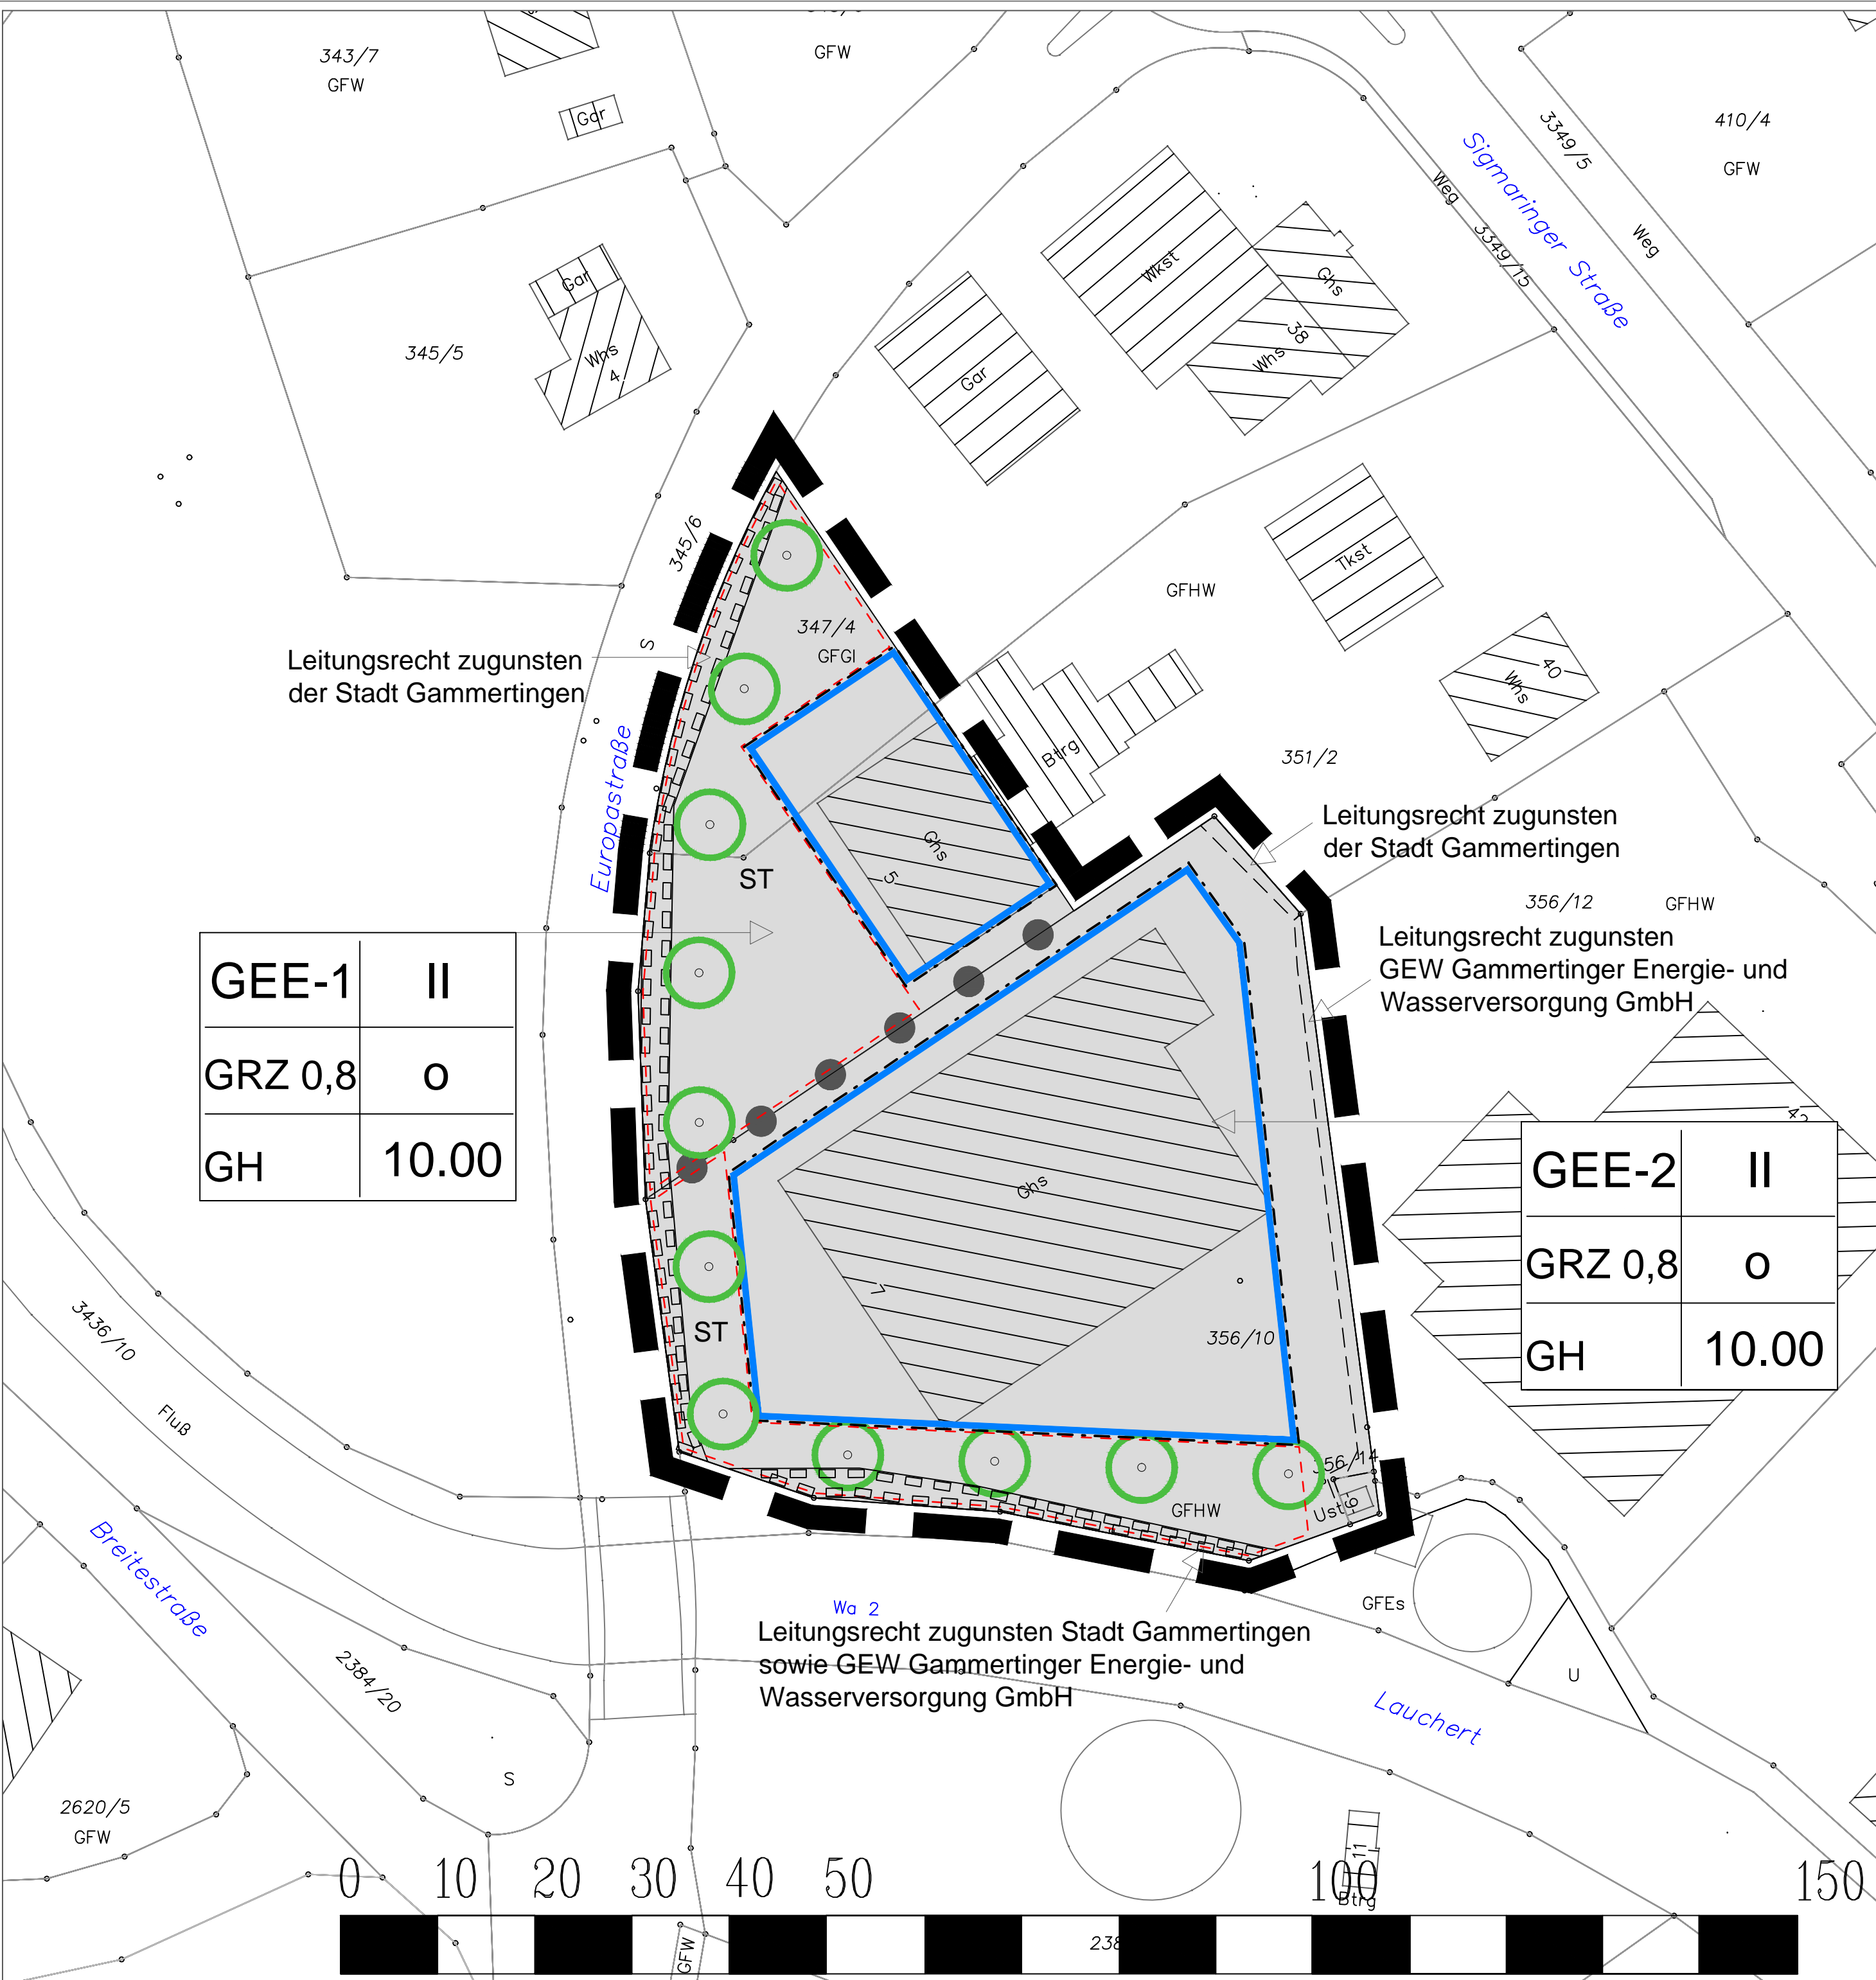 343/7
GFW
Gar
GFW
3349/5
410/4
GFW
Sigmaringer Straße
Weg
3349/15
Weg
Wkst
Ghs
38
Whs
Gar
Gar
Whs
4
345/5
345/6
S
Tkst
GFHW
347/4
GFGI
Leitungsrecht zugunsten
der Stadt Gammertingen
40
Whs
Btrg
351/2
Europastraße
Ghs
5
ST
Leitungsrecht zugunsten
der Stadt Gammertingen
356/12
GFHW
Leitungsrecht zugunsten
GEW Gammertinger Energie- und
Wasserversorgung GmbH
GEE-1 II
GRZ 0,8 o
GH 10.00
42
GEE-2 II
GRZ 0,8 o
GH 10.00
Ghs
7
356/10
ST
3436/10
Fluß
356/14
GFHW
Ust
9
Breitestraße
Wa 2
Leitungsrecht zugunsten Stadt Gammertingen
sowie GEW Gammertinger Energie- und
Wasserversorgung GmbH
GFEs
U
2384/20
Lauchert
S
2620/5
GFW
11
Btrg
0 10 20 30 40 50 100 150
GFW